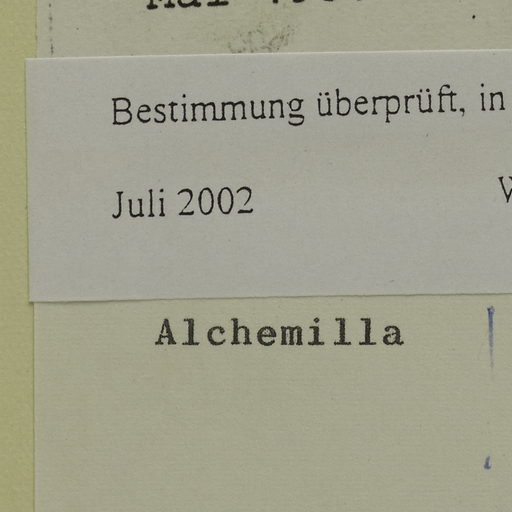 Bestimmung überprüft, in
Juli 2002
Alchemilla